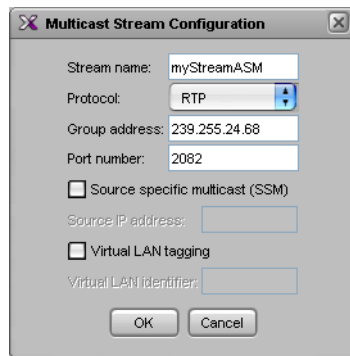 Multicast Stream Configuration
Stream name: myStreamASM
Protocol: RTP
Group address: 239.255.24.68
Port number: 2082
Source specific multicast (SSM)
Source IP address:
Virtual LAN tagging
Virtual LAN identifier:
OK Cancel